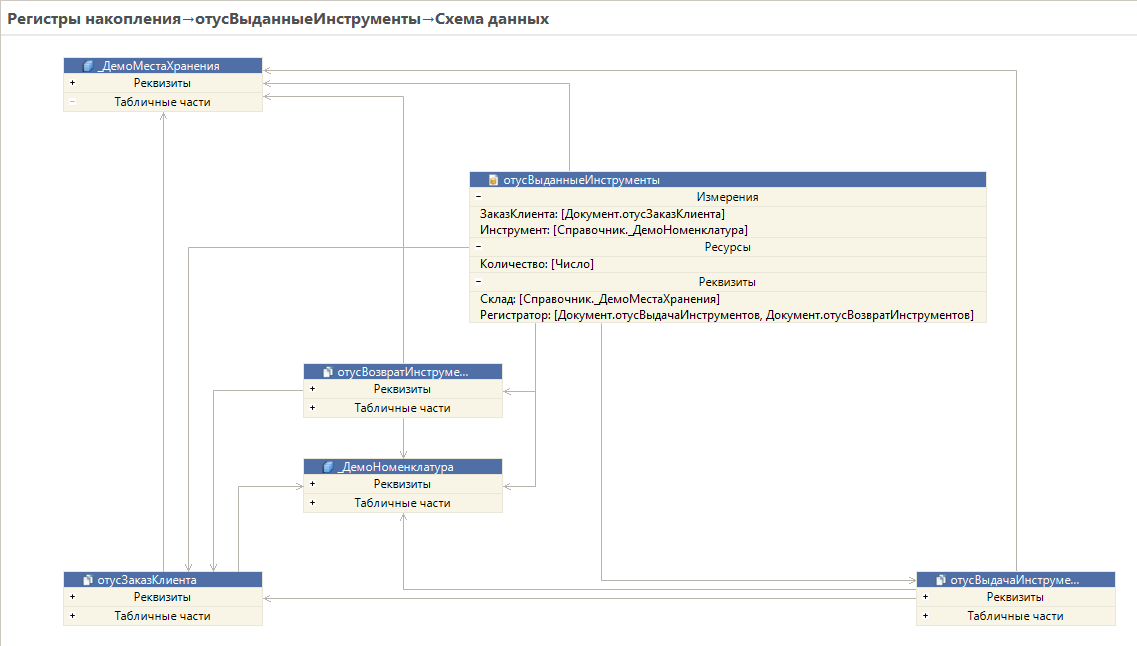 Регистры накопления→отусВыданныеИнструменты→Схема данных
_ДемоМестаХранения
+ Реквизиты
− Табличные части
отусВыданныеИнструменты
− Измерения
ЗаказКлиента: [Документ.отусЗаказКлиента]
Инструмент: [Справочник._ДемоНоменклатура]
− Ресурсы
Количество: [Число]
− Реквизиты
Склад: [Справочник._ДемоМестаХранения]
Регистратор: [Документ.отусВыдачаИнструментов, Документ.отусВозвратИнструментов]
отусВозвратИнструме...
+ Реквизиты
+ Табличные части
_ДемоНоменклатура
+ Реквизиты
+ Табличные части
отусЗаказКлиента
+ Реквизиты
+ Табличные части
отусВыдачаИнструме...
+ Реквизиты
+ Табличные части